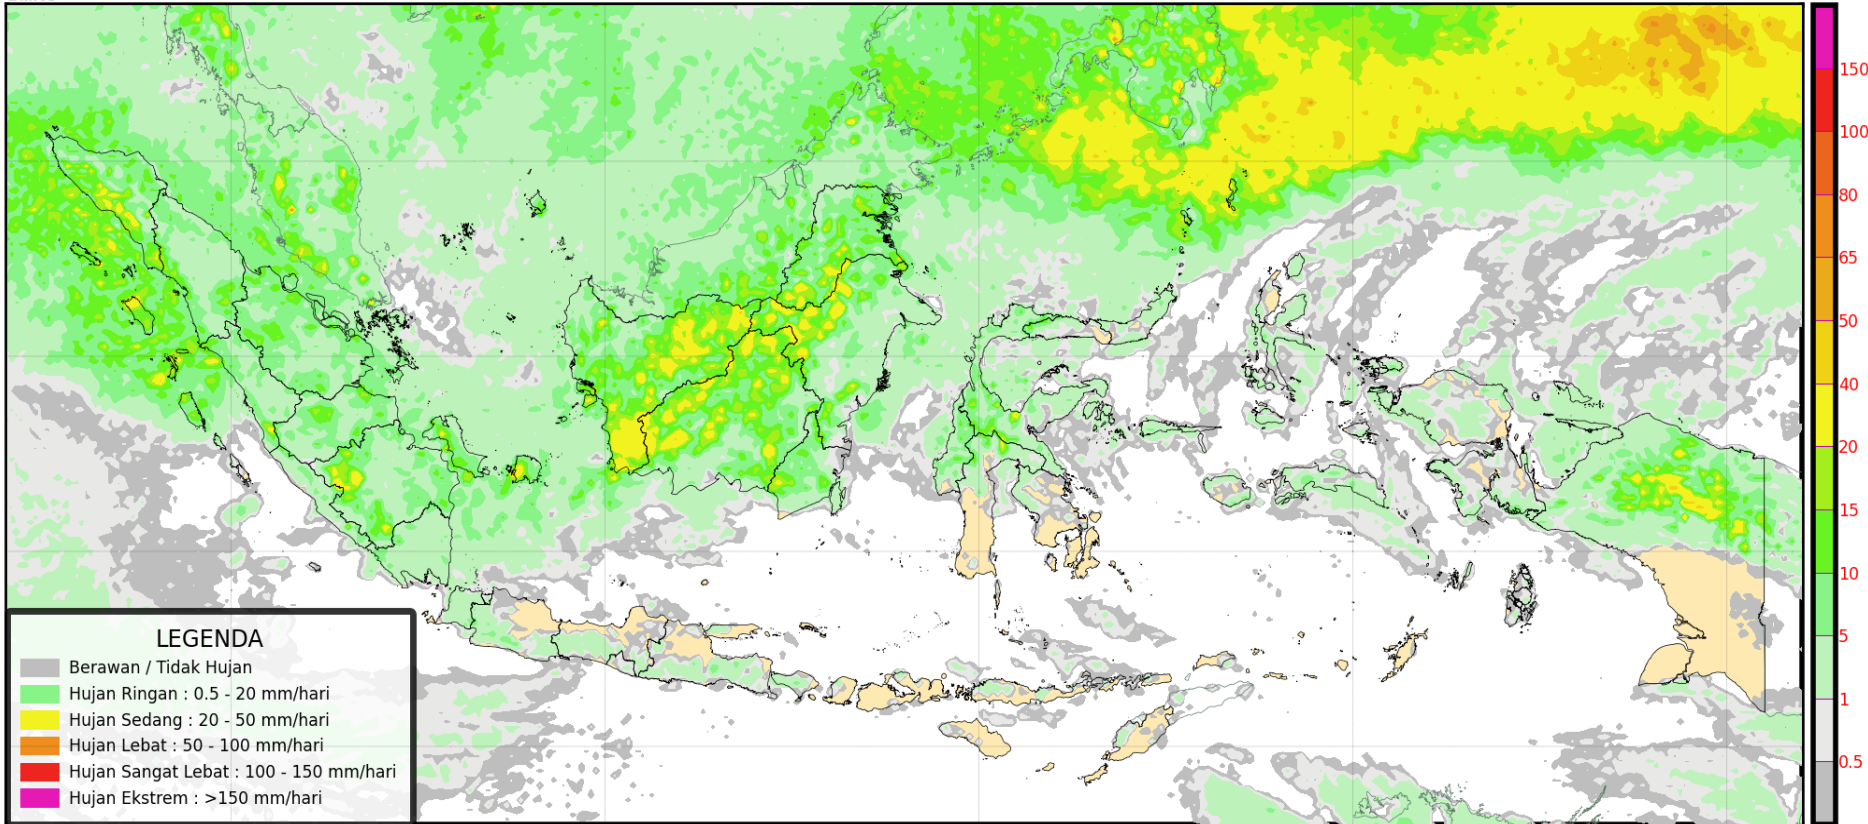 150
100
80
65
50
40
20
15
10
5
1
0.5
LEGENDA
Berawan / Tidak Hujan
Hujan Ringan : 0.5 - 20 mm/hari
Hujan Sedang : 20 - 50 mm/hari
Hujan Lebat : 50 - 100 mm/hari
Hujan Sangat Lebat : 100 - 150 mm/hari
Hujan Ekstrem : >150 mm/hari